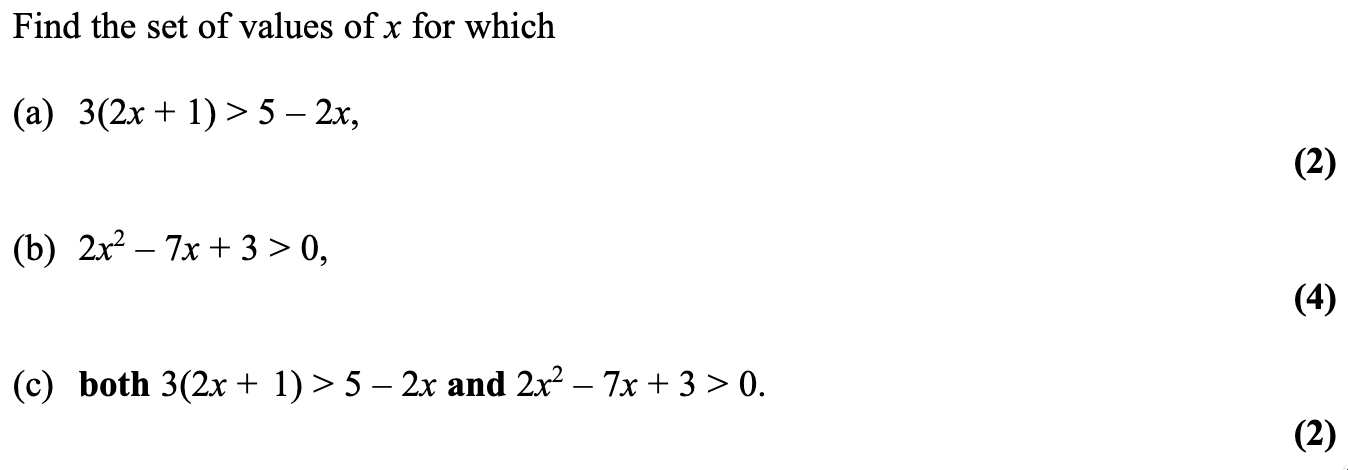 Find the set of values of x for which
(a) 3(2x + 1) > 5 – 2x,
(2)
(b) 2x² – 7x + 3 > 0,
(4)
(c) both 3(2x + 1) > 5 – 2x and 2x² – 7x + 3 > 0.
(2)